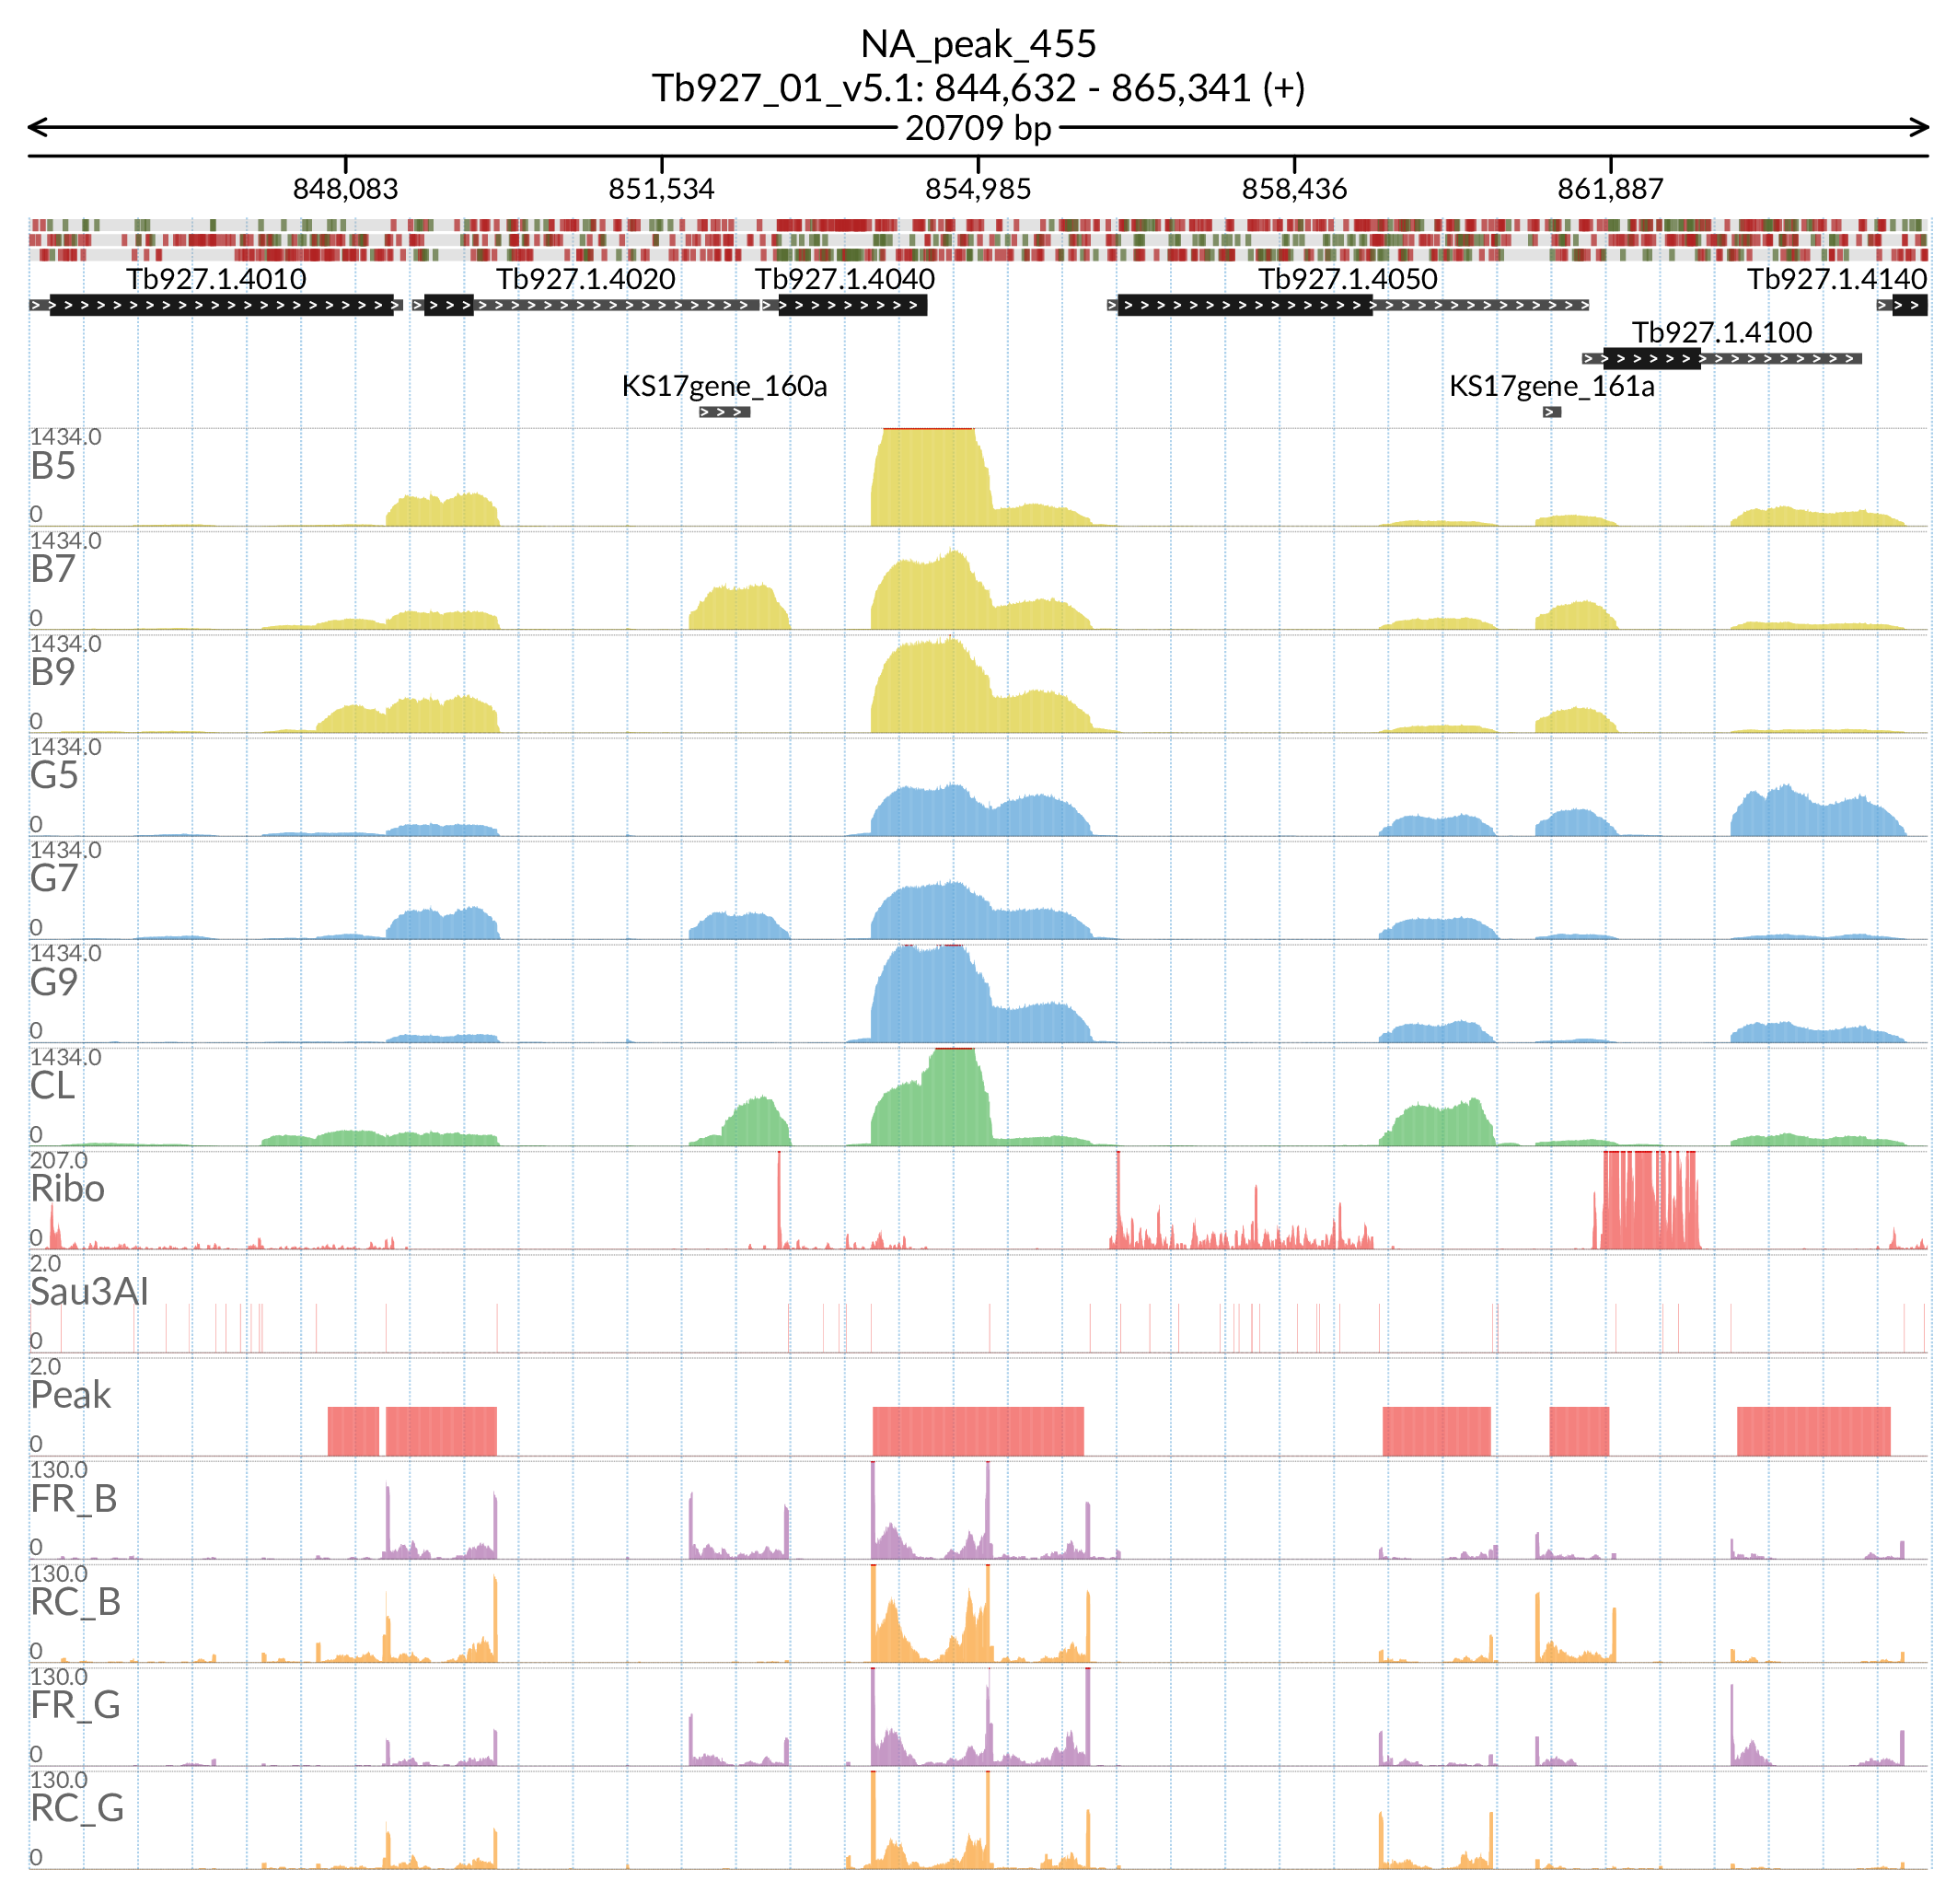 NA_peak_455
Tb927_01_v5.1: 844,632 - 865,341 (+)
20709 bp
848,083 851,534 854,985 858,436 861,887
Tb927.1.4010 Tb927.1.4020 Tb927.1.4040 Tb927.1.4050 Tb927.1.4140
Tb927.1.4100
KS17gene_160a KS17gene_161a
1434.0
B5
0
1434.0
B7
0
1434.0
B9
0
1434.0
G5
0
1434.0
G7
0
1434.0
G9
0
1434.0
CL
0
207.0
Ribo
0
2.0
Sau3AI
0
2.0
Peak
0
130.0
FR_B
0
130.0
RC_B
0
130.0
FR_G
0
130.0
RC_G
0